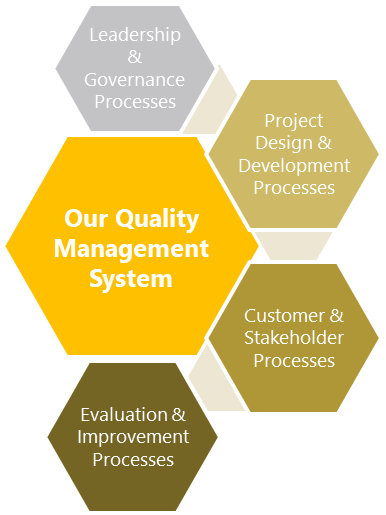 Leadership
&
Governance
Processes
Project
Design &
Development
Processes
Our Quality
Management
System
Customer &
Stakeholder
Processes
Evaluation &
Improvement
Processes